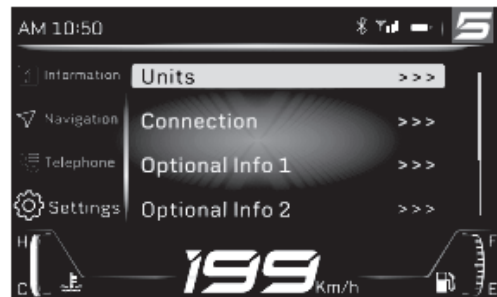 AM 10:50 5
Information Units >>>
Navigation Connection >>>
Telephone Optional Info 1 >>>
Settings Optional Info 2 >>>
H F
199 Km/h
C E